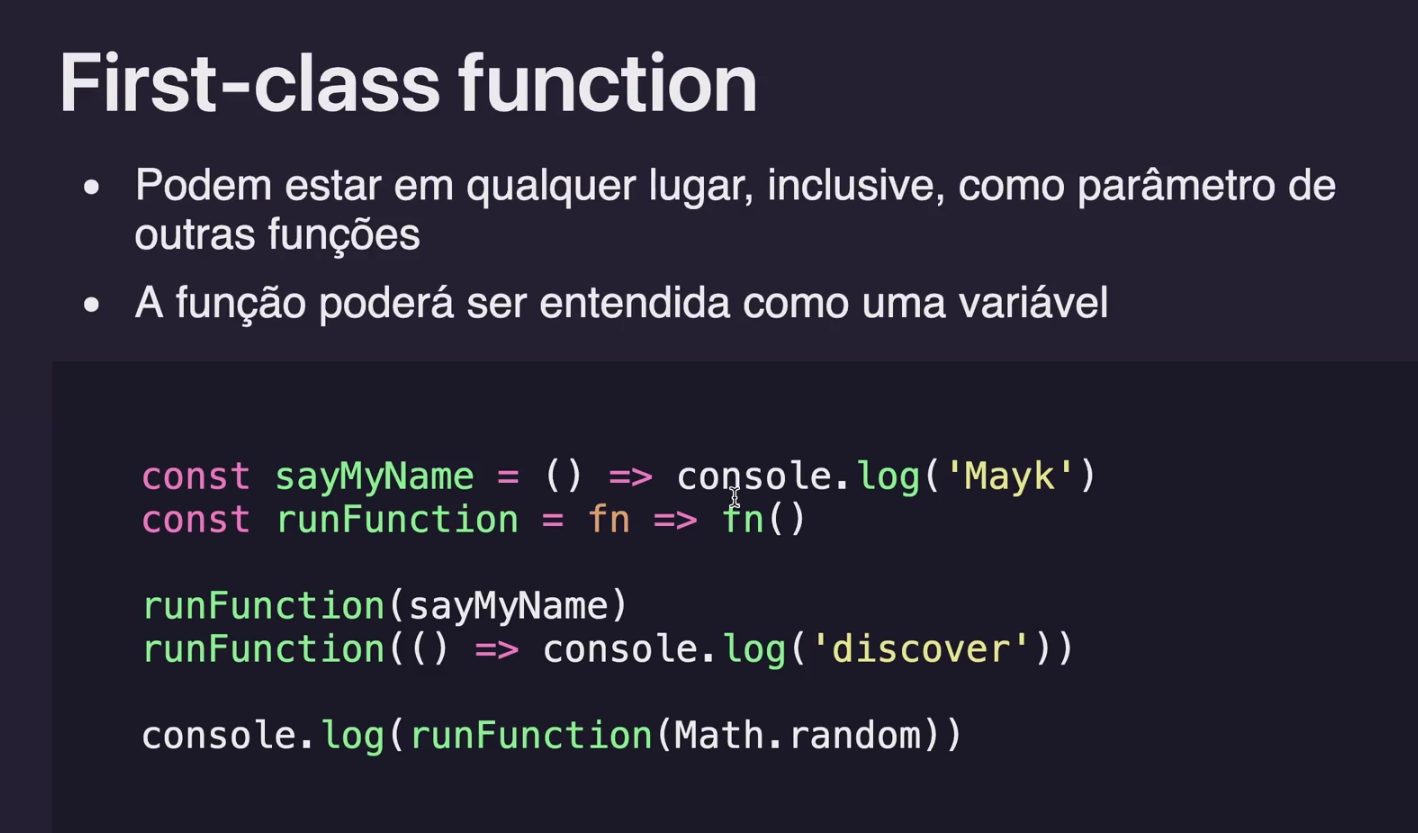 First-class function
• Podem estar em qualquer lugar, inclusive, como parâmetro de
outras funções
• A função poderá ser entendida como uma variável
const sayMyName = () => console.log('Mayk')
const runFunction = fn => fn()
runFunction(sayMyName)
runFunction(() => console.log('discover'))
console.log(runFunction(Math.random))